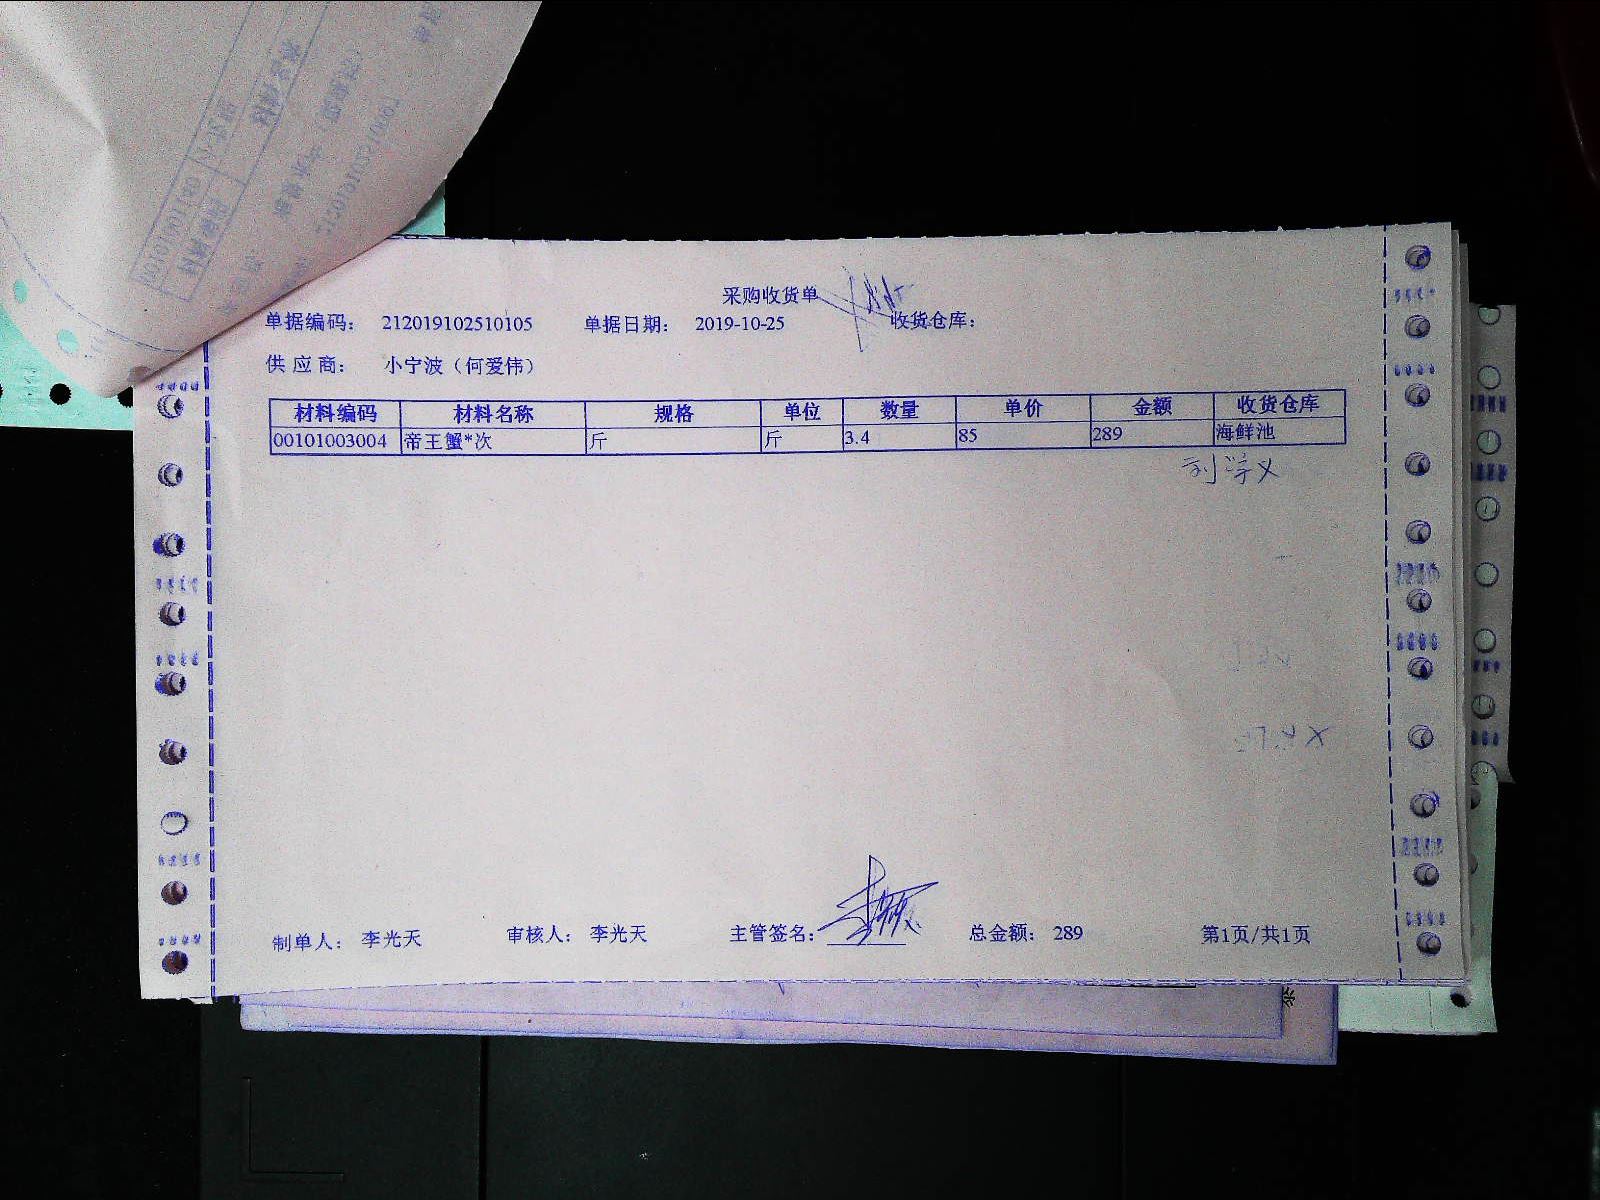 采购收货单
单据编码： 212019102510105 单据日期： 2019-10-25 收货仓库：
供 应 商： 小宁波（何爱伟）
材料编码 材料名称 规格 单位 数量 单价 金额 收货仓库
00101003004 帝王蟹*次 斤 斤 3.4 85 289 海鲜池
制单人： 李光天 审核人： 李光天 主管签名： 总金额： 289 第1页/共1页